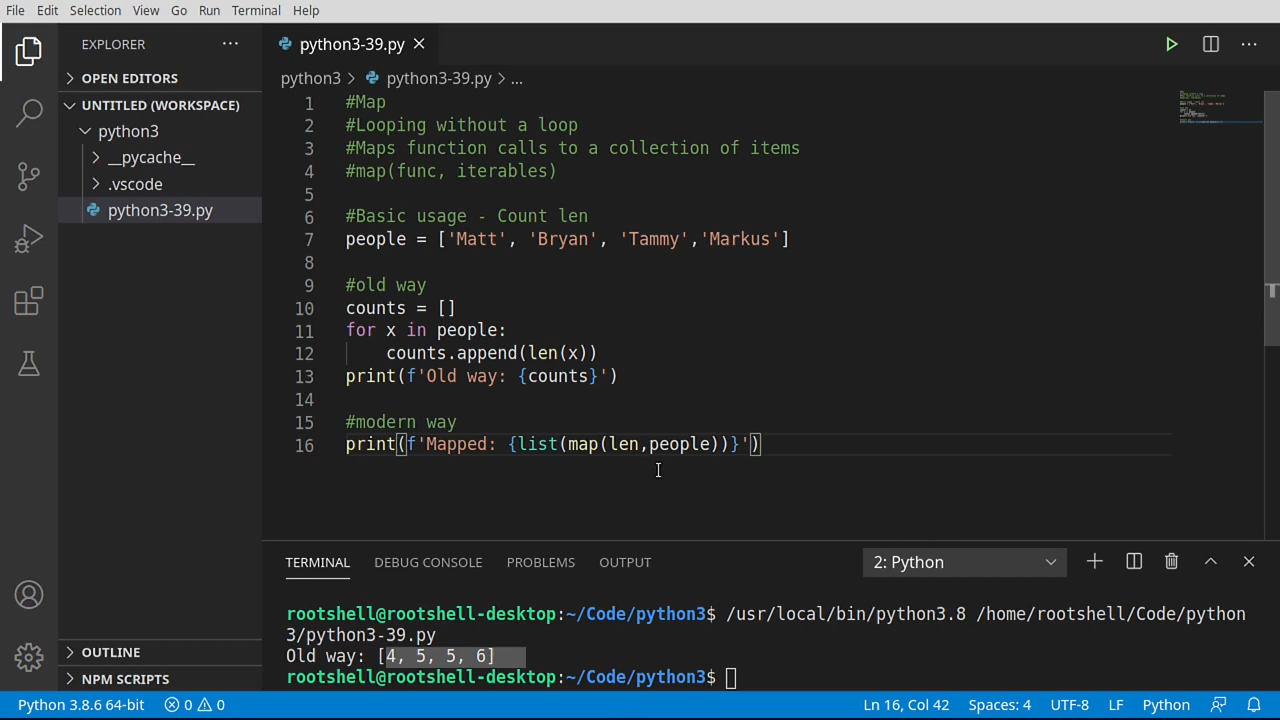 File Edit Selection View Go Run Terminal Help
EXPLORER
OPEN EDITORS
UNTITLED (WORKSPACE)
python3
__pycache__
.vscode
python3-39.py
OUTLINE
NPM SCRIPTS
python3-39.py
python3 > python3-39.py > ...
1 #Map
2 #Looping without a loop
3 #Maps function calls to a collection of items
4 #map(func, iterables)
5
6 #Basic usage - Count len
7 people = ['Matt', 'Bryan', 'Tammy','Markus']
8
9 #old way
10 counts = []
11 for x in people:
12     counts.append(len(x))
13 print(f'Old way: {counts}')
14
15 #modern way
16 print(f'Mapped: {list(map(len,people))}')
TERMINAL DEBUG CONSOLE PROBLEMS OUTPUT 2: Python
rootshell@rootshell-desktop:~/Code/python3$ /usr/local/bin/python3.8 /home/rootshell/Code/python
3/python3-39.py
Old way: [4, 5, 5, 6]
rootshell@rootshell-desktop:~/Code/python3$
Python 3.8.6 64-bit 0 0 Ln 16, Col 42 Spaces: 4 UTF-8 LF Python